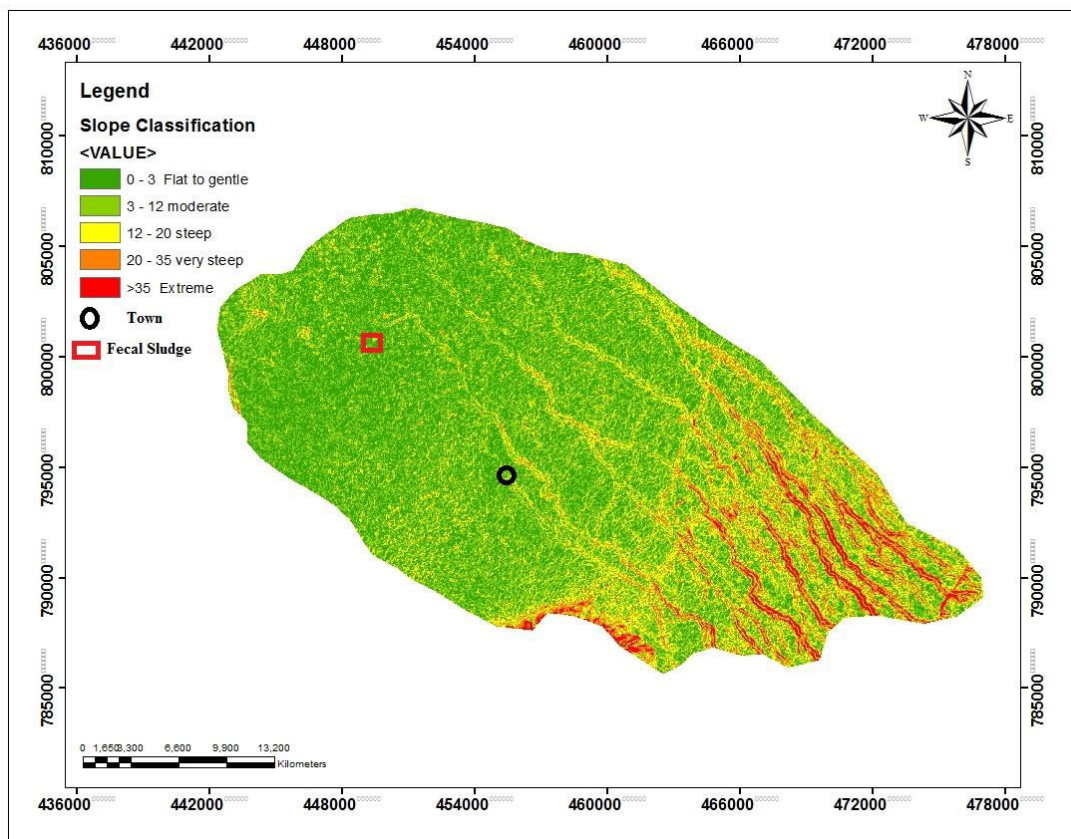 436000 442000 448000 454000 460000 466000 472000 478000
Legend
Slope Classification
<VALUE>
0 - 3 Flat to gentle
3 - 12 moderate
12 - 20 steep
20 - 35 very steep
>35 Extreme
Town
Fecal Sludge
N
W E
S
810000 810000
805000 805000
800000 800000
795000 795000
790000 790000
785000 785000
0 1,650 3,300 6,600 9,900 13,200
Kilometers
436000 442000 448000 454000 460000 466000 472000 478000